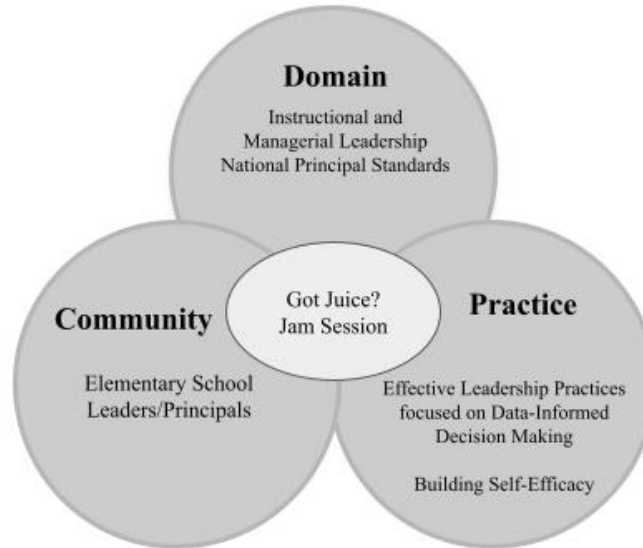 Domain
Instructional and
Managerial Leadership
National Principal Standards
Got Juice?
Jam Session
Community
Elementary School
Leaders/Principals
Practice
Effective Leadership Practices
focused on Data-Informed
Decision Making
Building Self-Efficacy